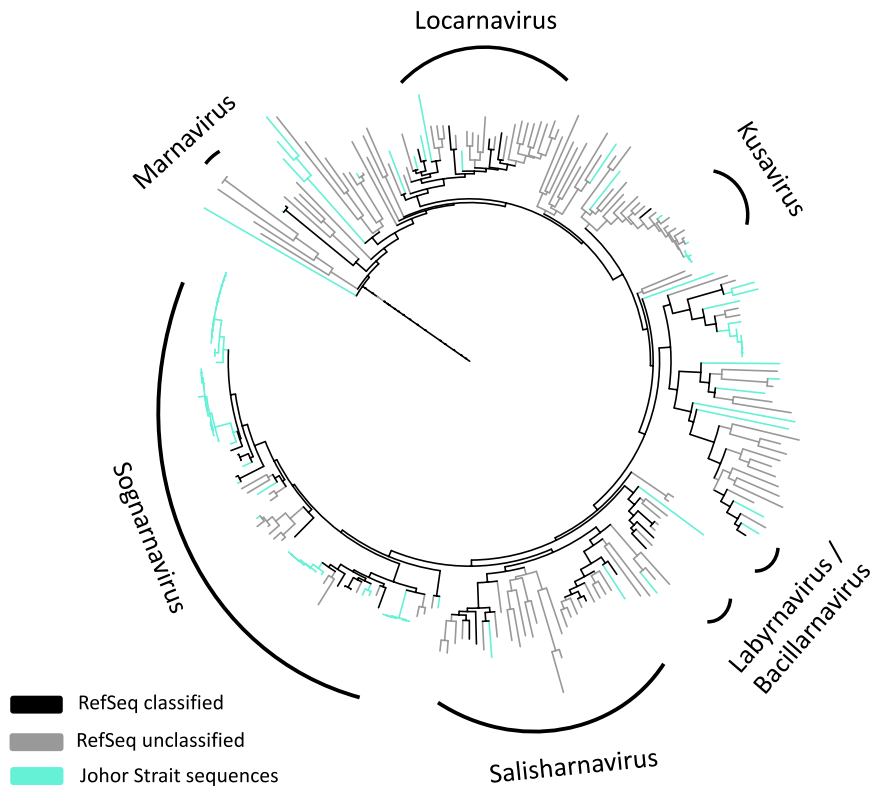 Locarnavirus
Marnavirus
Kusavirus
Sognarnavirus
Labyrnavirus /
Bacillarnavirus
Salisharnavirus
RefSeq classified
RefSeq unclassified
Johor Strait sequences